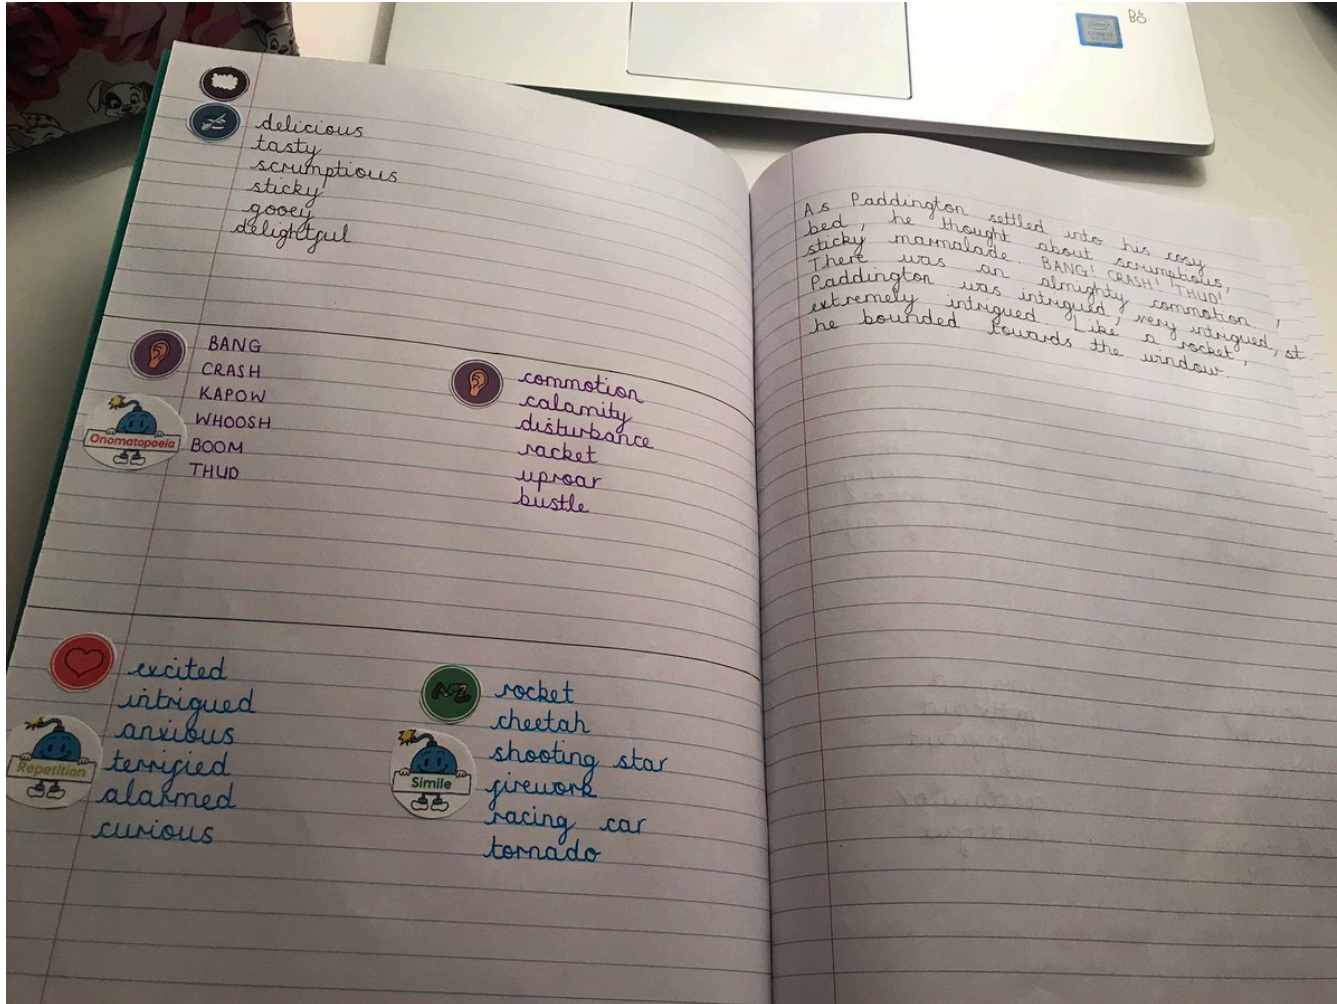 delicious
tasty
scrumptious
sticky
gooey
delightful
BANG
CRASH
KAPOW
WHOOSH
BOOM
THUD
Onomatopoeia
commotion
calamity
disturbance
racket
uproar
bustle
excited
intrigued
anxious
terrified
alarmed
curious
Repetition
rocket
cheetah
shooting star
firework
racing car
tornado
Simile
As Paddington settled into his cosy
bed, he thought about scrumptious,
sticky marmalade. BANG! CRASH! THUD!
There was an almighty commotion.
Paddington was intrigued, very intrigued,
extremely intrigued. Like a rocket,
he bounded towards the window.